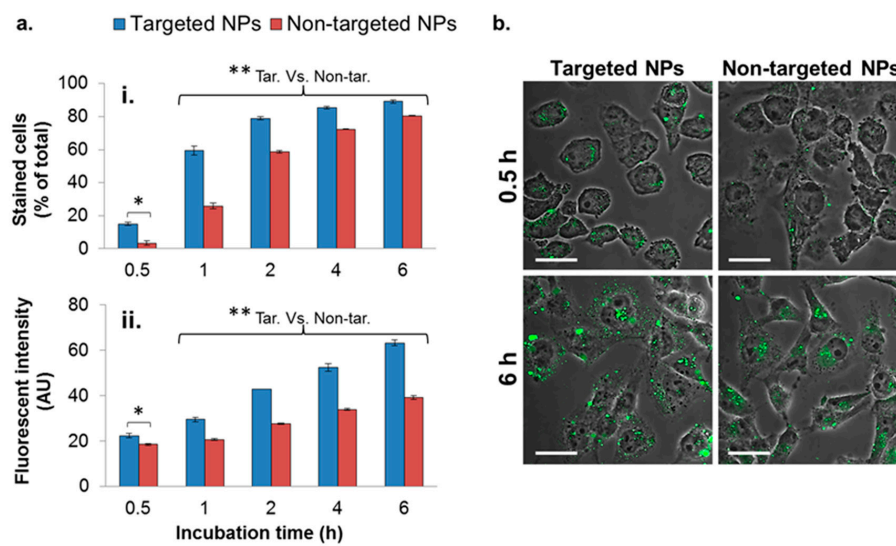 a.
Targeted NPs Non-targeted NPs
i.
** Tar. Vs. Non-tar.
Stained cells
(% of total)
100
80
60
40
20
0
*
0.5 1 2 4 6
ii.
** Tar. Vs. Non-tar.
Fluorescent intensity
(AU)
80
60
40
20
0
*
0.5 1 2 4 6
Incubation time (h)
b.
Targeted NPs Non-targeted NPs
0.5 h
6 h